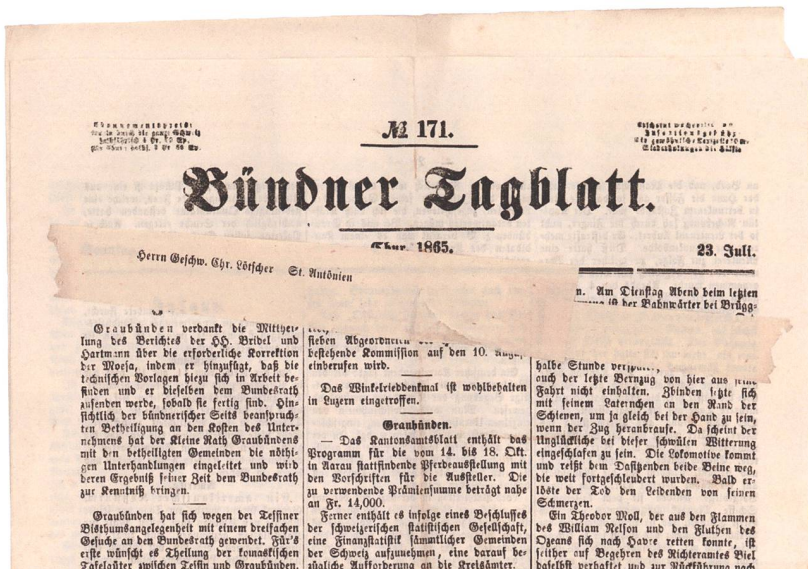 № 171.
Bündner Tagblatt.
Chur. 1865.
23. Juli.
Herrn Geschw. Chr. Lötscher St. Antönien
Graubünden verdankt die Mitthei-
lung des Berichtes der HH. Bridel und
Hartmann über die erforderliche Korrektion
der Moesa, indem er hinzufügt, daß die
technischen Vorlagen hiezu sich in Arbeit be-
finden und er dieselben dem Bundesrath
zusenden werde, sobald sie fertig sind. Hin-
sichtlich der bündnerischer Seits beanspruch-
ten Betheiligung an den Kosten des Unter-
nehmens hat der Kleine Rath Graubündens
mit den betheiligten Gemeinden die nöthi-
gen Unterhandlungen eingeleitet und wird
deren Ergebniß seiner Zeit dem Bundesrath
zur Kenntniß bringen.
Graubünden hat sich wegen der Tessiner
Bisthumsangelegenheit mit einem dreifachen
Gesuche an den Bundesrath gewendet. Für's
erste wünscht es Theilung der komaskischen
Tafelgüter zwischen Tessin und Graubünden.
sieben Abgeordneten
bestehende Kommission auf den 10. August
einberufen wird.
Das Winkelrieddenkmal ist wohlbehalten
in Luzern eingetroffen.
Graubünden.
— Das Kantonsamtsblatt enthält das
Programm für die vom 14. bis 18. Okt.
in Aarau stattfindende Pferdeausstellung mit
den Vorschriften für die Aussteller. Die
zu verwendende Prämiensumme beträgt nahe
an Fr. 14,000.
Ferner enthält es infolge eines Beschlusses
der schweizerischen statistischen Gesellschaft,
eine Finanzstatistik sämmtlicher Gemeinden
der Schweiz aufzunehmen, eine darauf be-
zügliche Aufforderung an die Kreisämter.
n. Am Dienstag Abend beim letzten
ist der Bahnwärter bei Brügg-
halbe Stunde
auch der letzte Bernzug von hier aus seine
Fahrt nicht einhalten. Zbinden setzte sich
mit seinem Laternchen an den Rand der
Schienen, um ja gleich bei der Hand zu sein,
wenn der Zug heranbrause. Da scheint der
Unglückliche bei dieser schwülen Witterung
eingeschlafen zu sein. Die Lokomotive kommt
und reißt dem Dasitzenden beide Beine weg,
die weit fortgeschleudert wurden. Bald er-
löste der Tod den Leidenden von seinen
Schmerzen.
Ein Theodor Moll, der aus den Flammen
des William Nelson und den Fluthen des
Ozeans sich nach Havre retten konnte, ist
seither auf Begehren des Richteramtes Biel
daselbst verhaftet und zur Rückführung nach